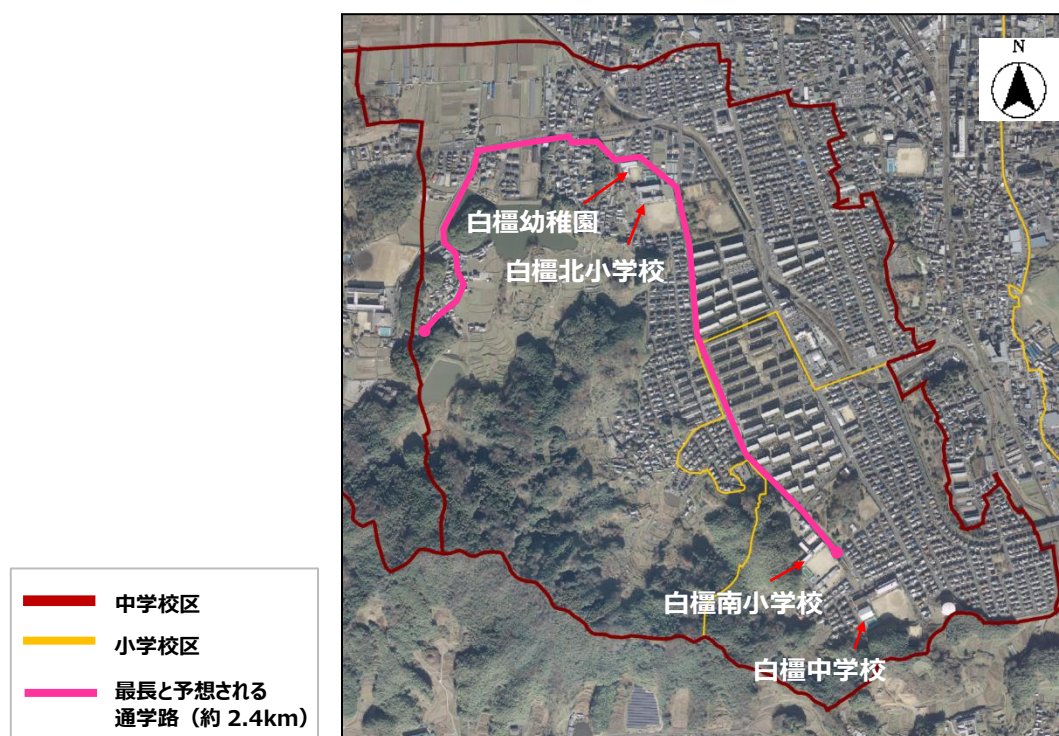 N
白橿幼稚園
白橿北小学校
白橿南小学校
白橿中学校
中学校区
小学校区
最長と予想される
通学路（約 2.4km）